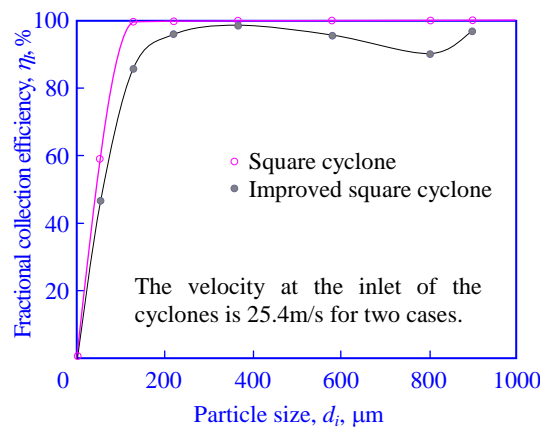 Fractional collection efficiency, ηi, %
100
80
60
40
20
Square cyclone
Improved square cyclone
The velocity at the inlet of the
cyclones is 25.4m/s for two cases.
0 200 400 600 800 1000
Particle size, di, μm